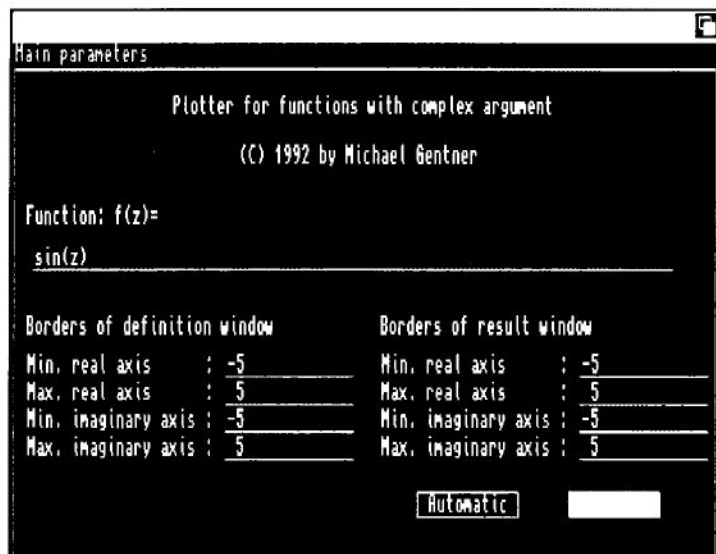 Main parameters
Plotter for functions with complex argument
(C) 1992 by Michael Gentner
Function: f(z)=
sin(z)
Borders of definition window
Min. real axis : -5
Max. real axis : 5
Min. imaginary axis : -5
Max. imaginary axis : 5
Borders of result window
Min. real axis : -5
Max. real axis : 5
Min. imaginary axis : -5
Max. imaginary axis : 5
Automatic